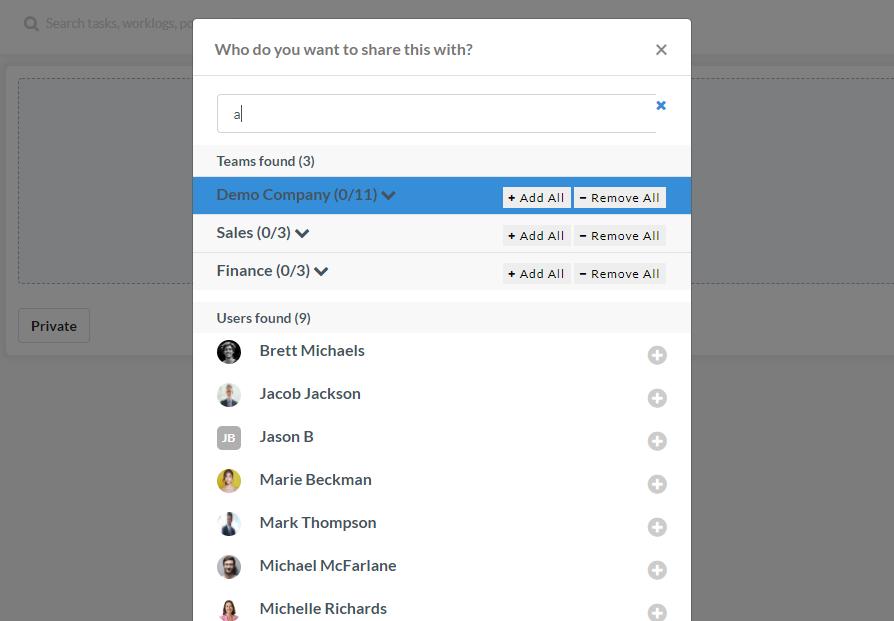 Search tasks, worklogs, po
Who do you want to share this with?
a
Teams found (3)
Demo Company (0/11)
+ Add All
− Remove All
Sales (0/3)
+ Add All
− Remove All
Finance (0/3)
+ Add All
− Remove All
Private
Users found (9)
Brett Michaels
Jacob Jackson
JB
Jason B
Marie Beckman
Mark Thompson
Michael McFarlane
Michelle Richards